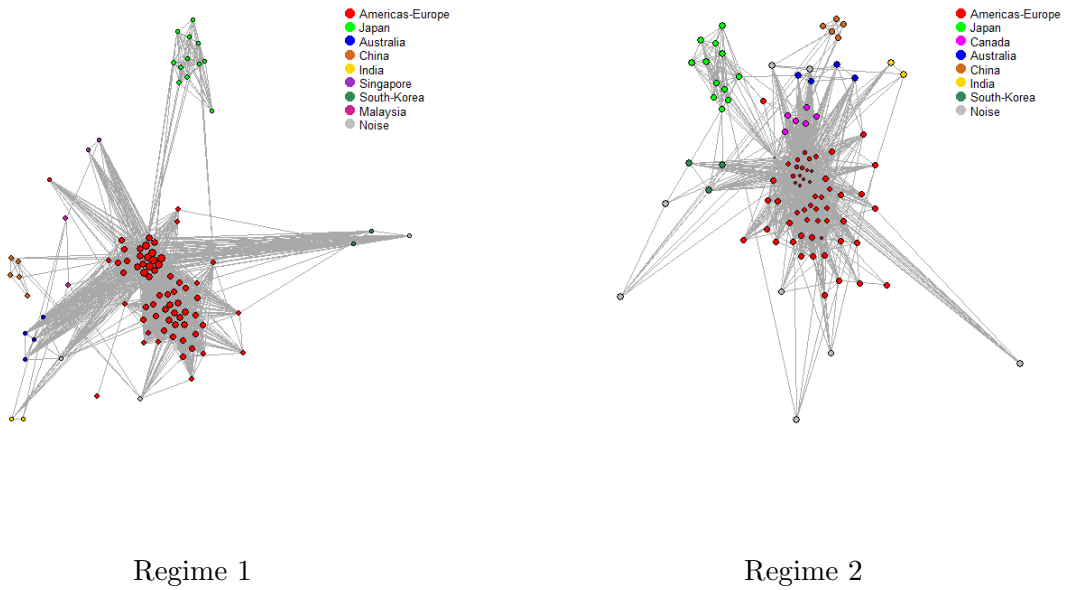 Americas-Europe
Japan
Australia
China
India
Singapore
South-Korea
Malaysia
Noise
Americas-Europe
Japan
Canada
Australia
China
India
South-Korea
Noise
Regime 1
Regime 2